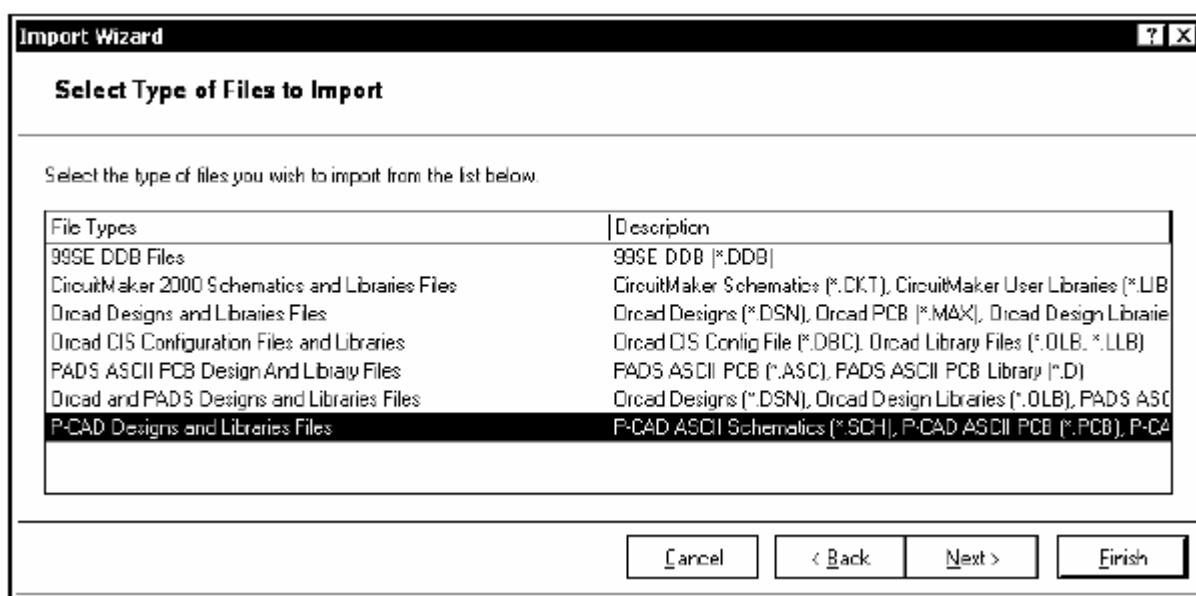 Import Wizard
Select Type of Files to Import
Select the type of files you wish to import from the list below.
File Types Description
99SE DDB Files 99SE DDB (*.DDB)
CircuitMaker 2000 Schematics and Libraries Files CircuitMaker Schematics (*.CKT), CircuitMaker User Libraries (*.LIB
Orcad Designs and Libraries Files Orcad Designs (*.DSN), Orcad PCB (*.MAX), Orcad Design Librarie
Orcad CIS Configuration Files and Libraries Orcad CIS Config File (*.DBC), Orcad Library Files (*.OLB, *.LLB)
PADS ASCII PCB Design And Library Files PADS ASCII PCB (*.ASC), PADS ASCII PCB Library (*.D)
Orcad and PADS Designs and Libraries Files Orcad Designs (*.DSN), Orcad Design Libraries (*.OLB), PADS ASC
P-CAD Designs and Libraries Files P-CAD ASCII Schematics (*.SCH), P-CAD ASCII PCB (*.PCB), P-CA
Cancel < Back Next > Finish